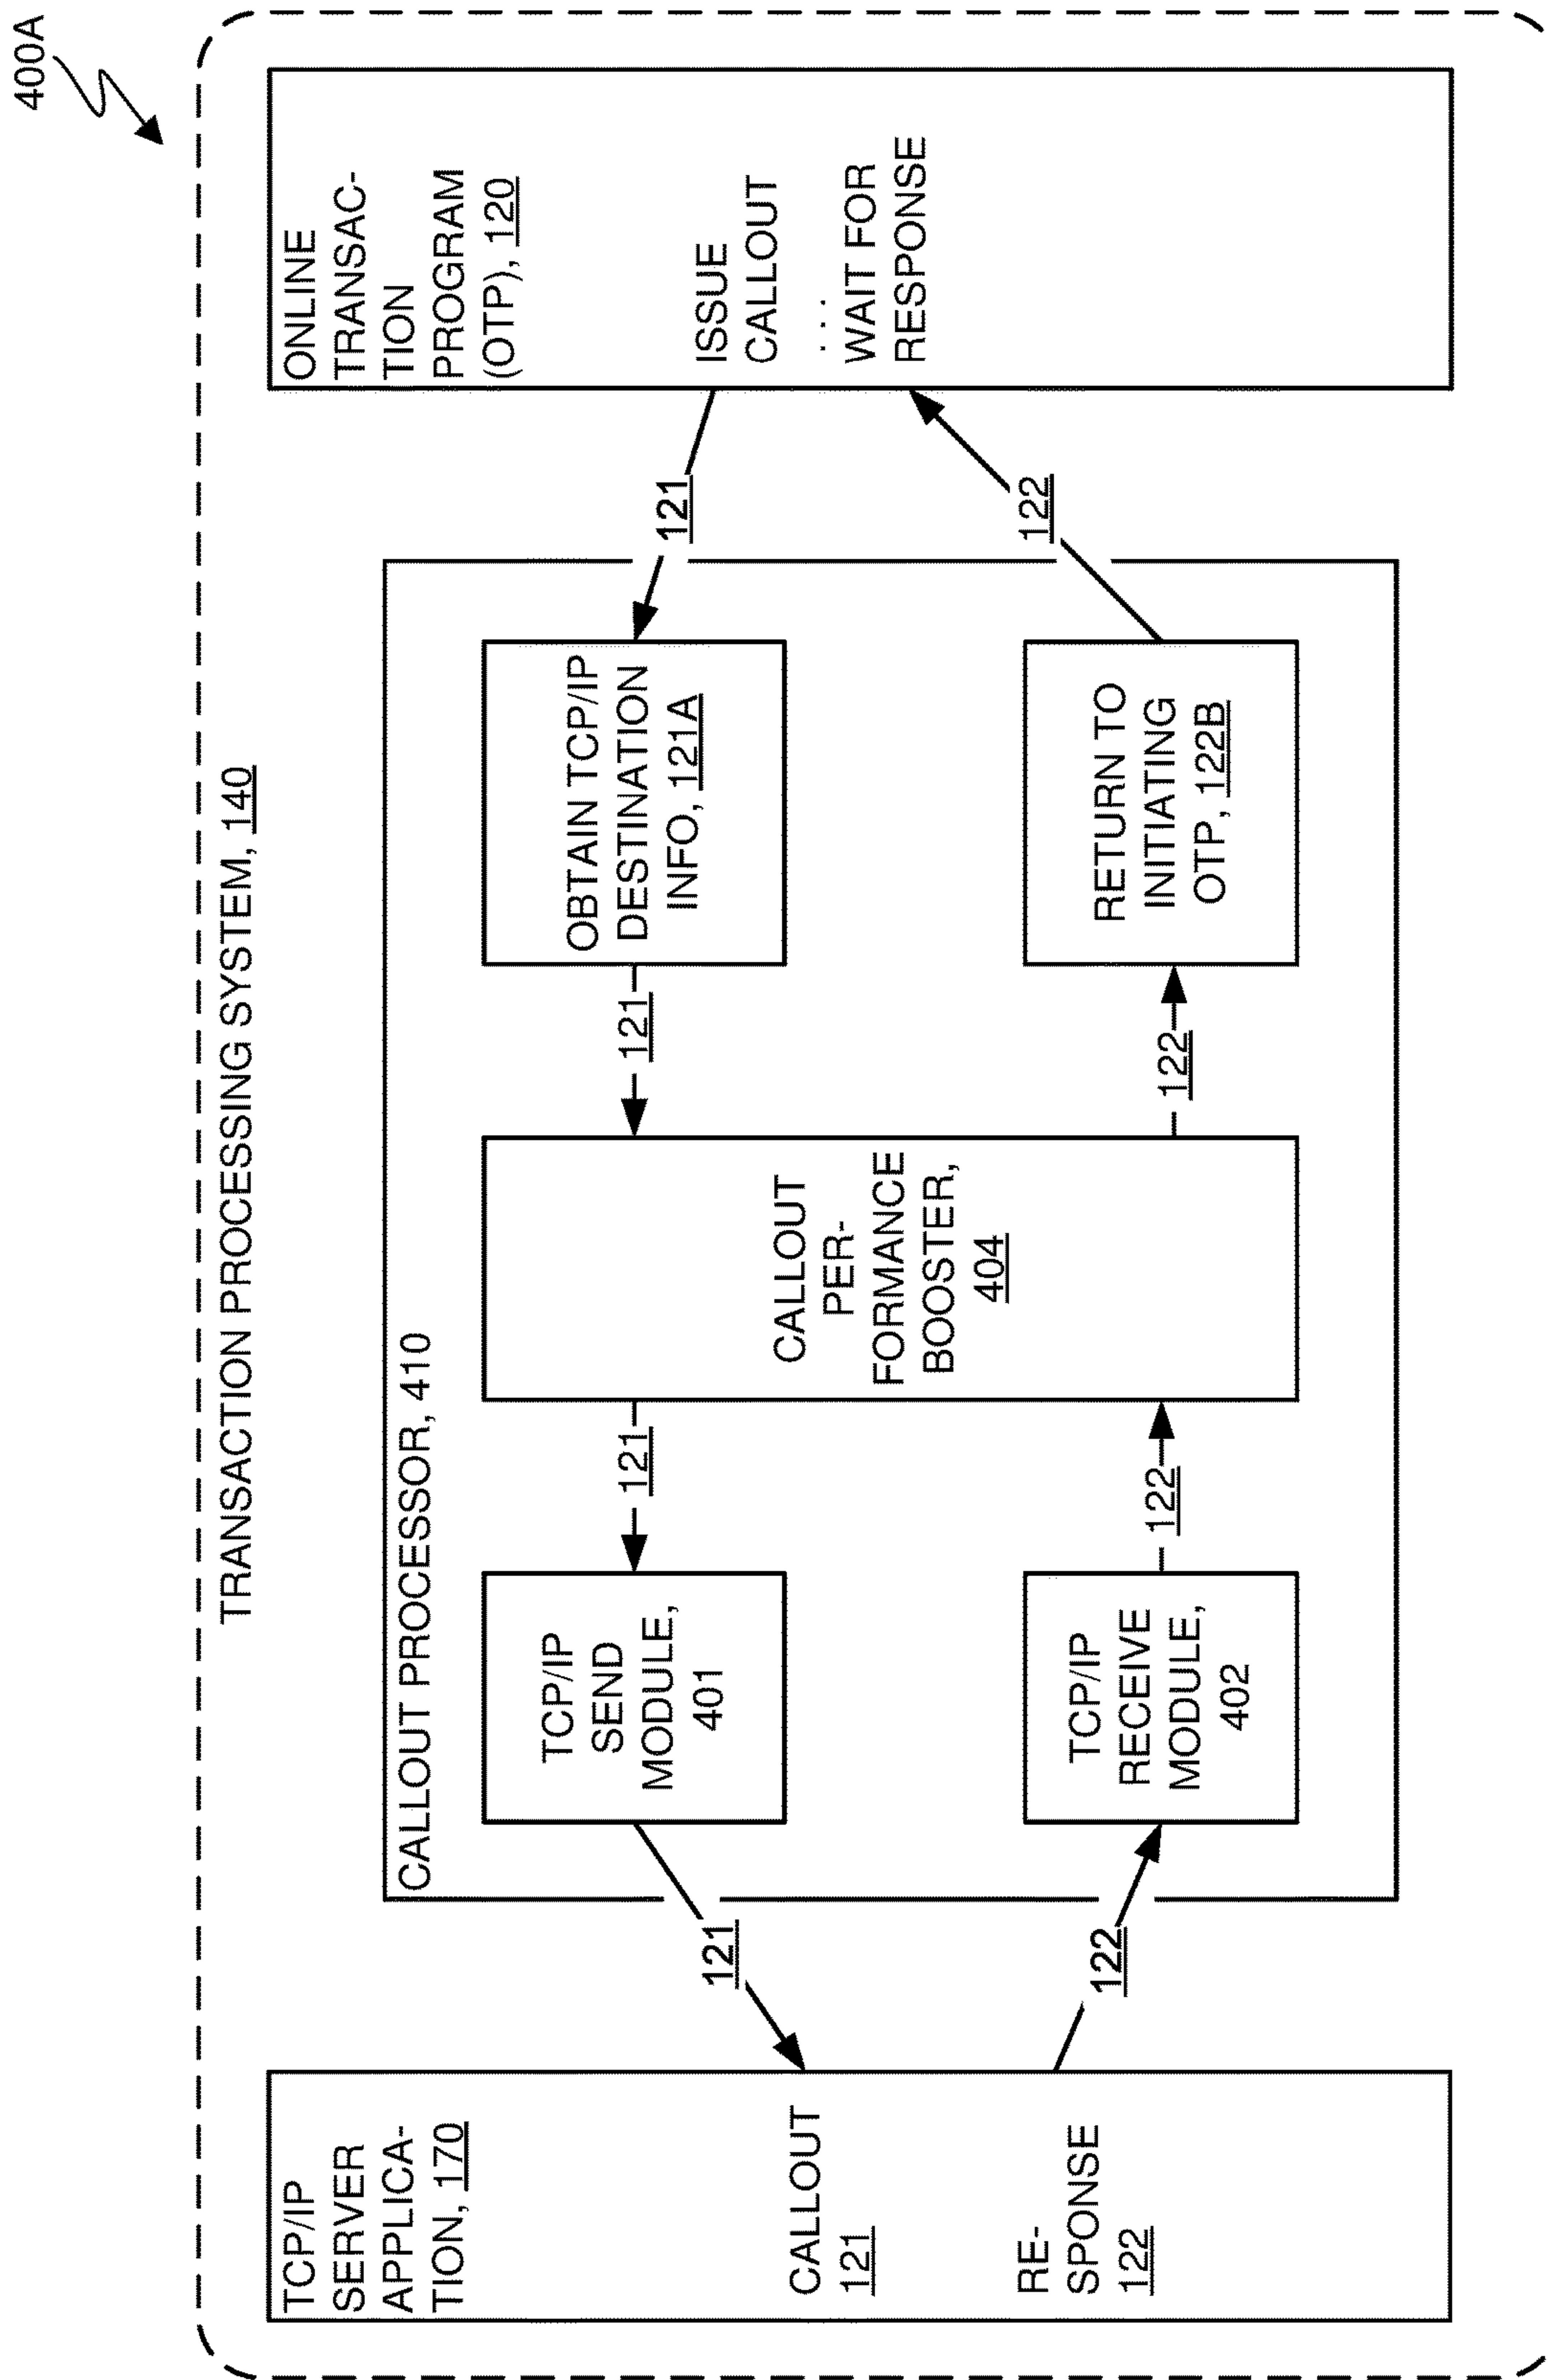 400A
TRANSACTION PROCESSING SYSTEM, 140
TCP/IP
SERVER
APPLICA-
TION, 170
CALLOUT
121
RE-
SPONSE
122
121
122
CALLOUT PROCESSOR, 410
TCP/IP
SEND
MODULE,
401
TCP/IP
RECEIVE
MODULE,
402
121
122
CALLOUT
PER-
FORMANCE
BOOSTER,
404
121
122
OBTAIN TCP/IP
DESTINATION
INFO, 121A
RETURN TO
INITIATING
OTP, 122B
121
122
ONLINE
TRANSAC-
TION
PROGRAM
(OTP), 120
ISSUE
CALLOUT
...
WAIT FOR
RESPONSE